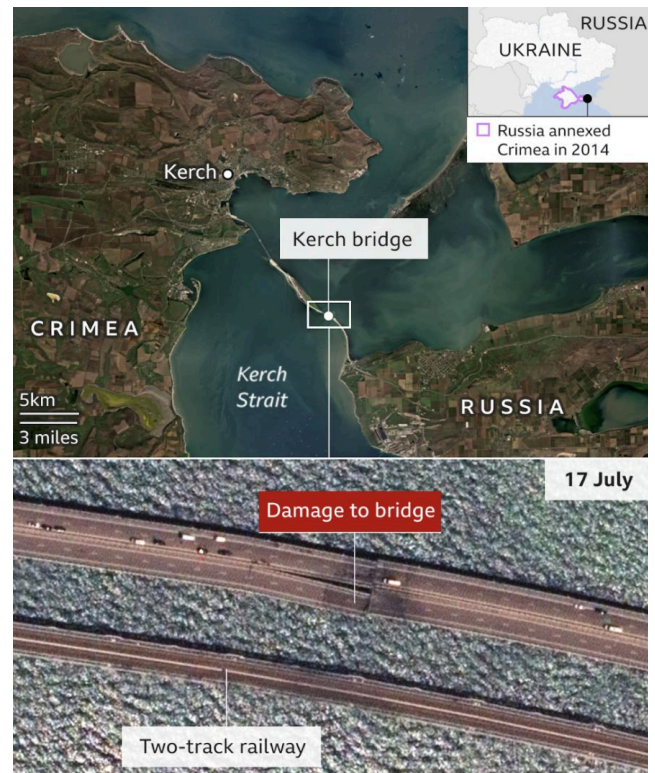 RUSSIA
UKRAINE
Russia annexed
Crimea in 2014
Kerch
Kerch bridge
CRIMEA
Kerch
Strait
5km
3 miles
RUSSIA
17 July
Damage to bridge
Two-track railway